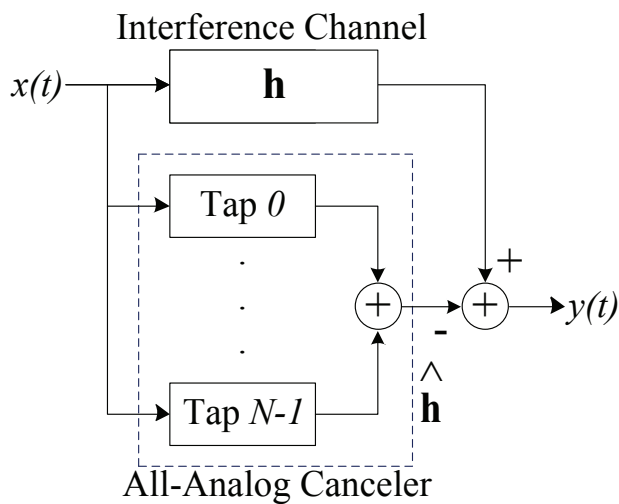 Interference Channel
x(t)
h
Tap 0
.
.
.
+
+
+
-
y(t)
ĥ
Tap N-1
All-Analog Canceler